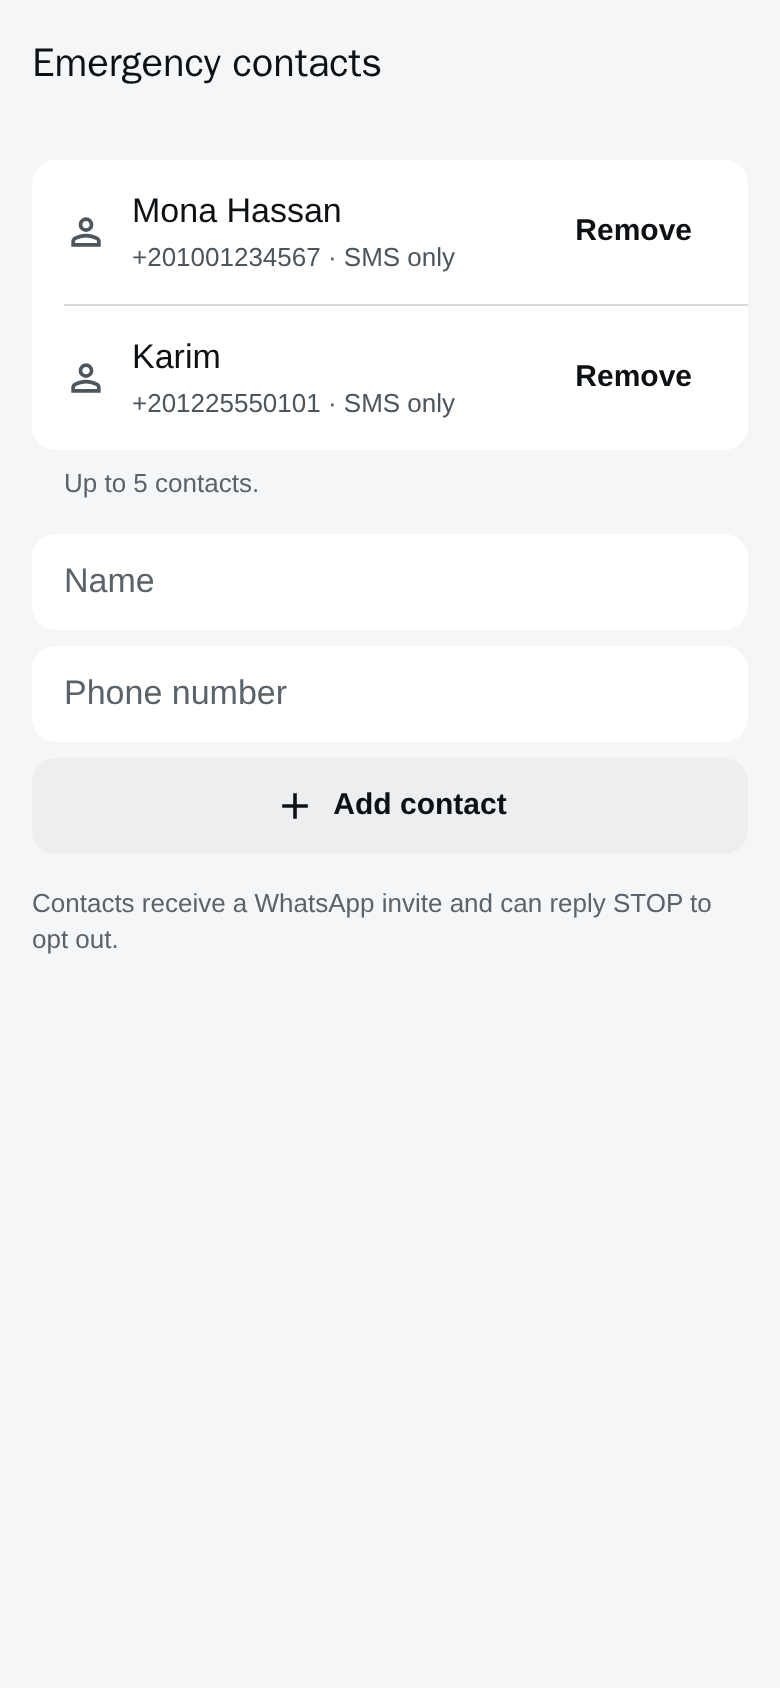 Emergency contacts
Mona Hassan
+201001234567 · SMS only
Remove
Karim
+201225550101 · SMS only
Remove
Up to 5 contacts.
Name
Phone number
Add contact
Contacts receive a WhatsApp invite and can reply STOP to
opt out.